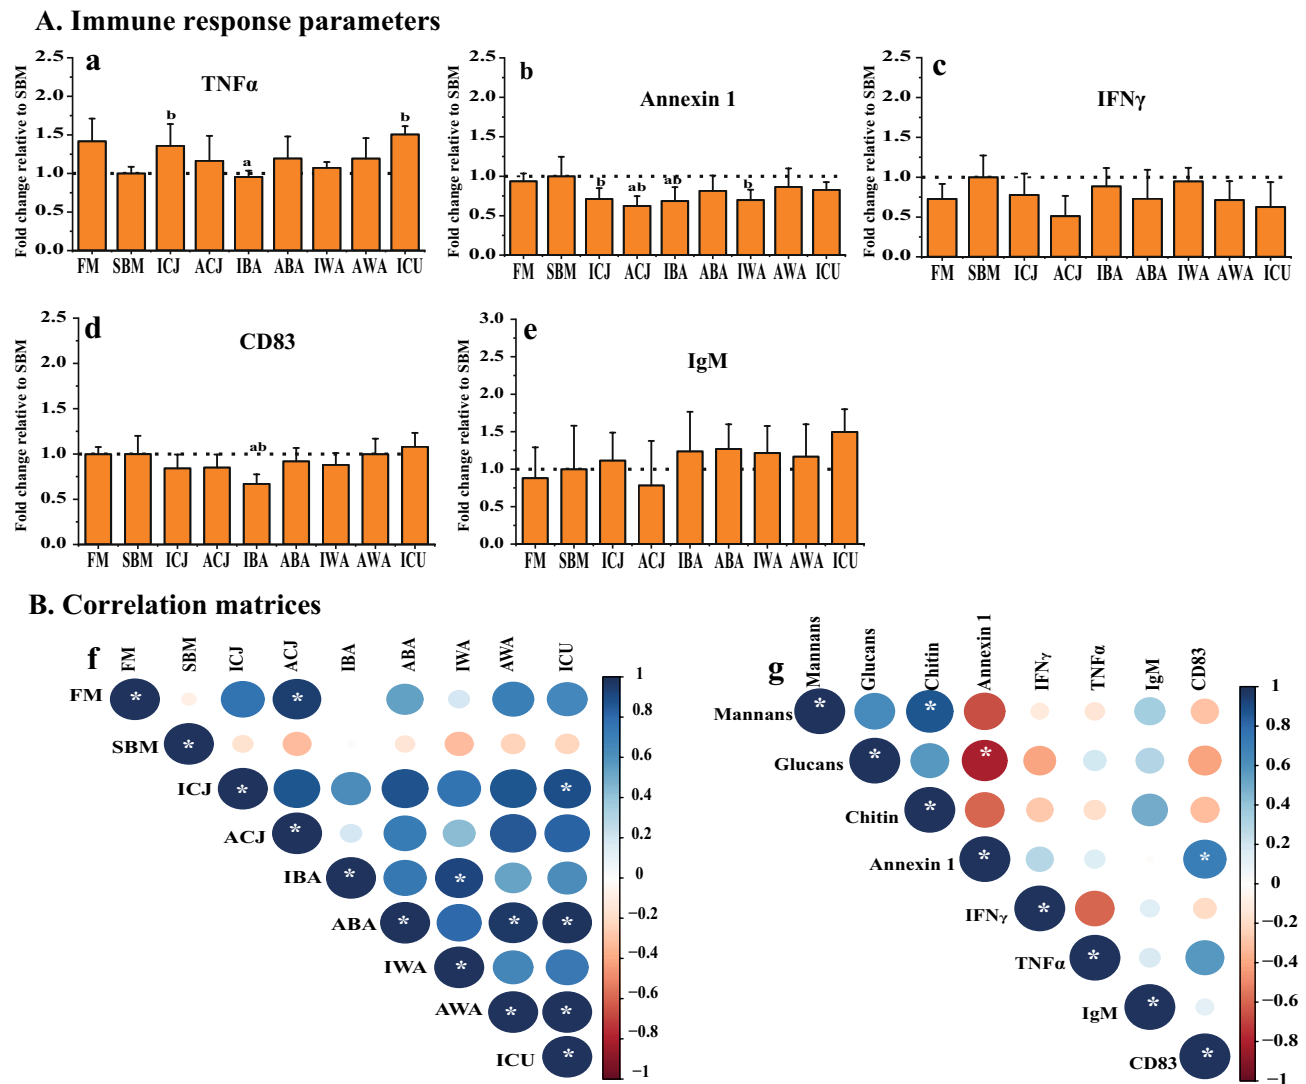 A. Immune response parameters
a
TNFα
Fold change relative to SBM
2.5
2.0
1.5
1.0
0.5
0.0
b
a
b
FM SBM ICJ ACJ IBA ABA IWA AWA ICU
b
Annexin 1
Fold change relative to SBM
2.5
2.0
1.5
1.0
0.5
0.0
b ab ab b
FM SBM ICJ ACJ IBA ABA IWA AWA ICU
c
IFNγ
Fold change relative to SBM
2.5
2.0
1.5
1.0
0.5
0.0
FM SBM ICJ ACJ IBA ABA IWA AWA ICU
d
CD83
Fold change relative to SBM
2.5
2.0
1.5
1.0
0.5
0.0
ab
FM SBM ICJ ACJ IBA ABA IWA AWA ICU
e
IgM
Fold change relative to SBM
3.0
2.5
2.0
1.5
1.0
0.5
0.0
FM SBM ICJ ACJ IBA ABA IWA AWA ICU
B. Correlation matrices
f
FM SBM ICJ ACJ IBA ABA IWA AWA ICU
FM * *
SBM *
ICJ * *
ACJ *
IBA * *
ABA * * *
IWA *
AWA * *
ICU *
1
0.8
0.6
0.4
0.2
0
−0.2
−0.4
−0.6
−0.8
−1
g
Mannans Glucans Chitin Annexin 1 IFNγ TNFα IgM CD83
Mannans * *
Glucans * *
Chitin *
Annexin 1 * *
IFNγ *
TNFα *
IgM *
CD83 *
1
0.8
0.6
0.4
0.2
0
−0.2
−0.4
−0.6
−0.8
−1